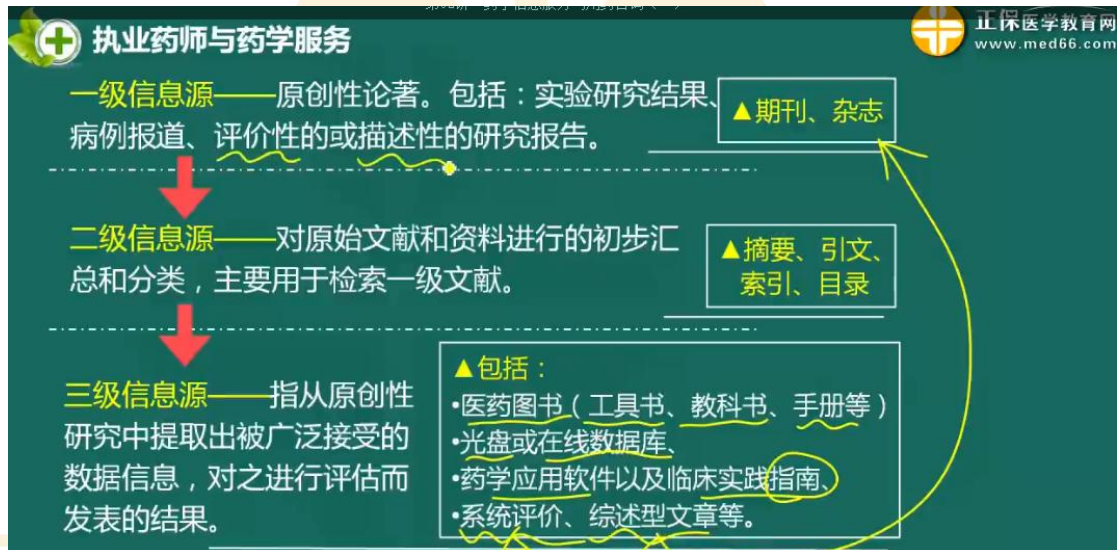 执业药师与药学服务
正保医学教育网
www.med66.com
一级信息源——原创性论著。包括：实验研究结果、
病例报道、评价性的或描述性的研究报告。
▲期刊、杂志
二级信息源——对原始文献和资料进行的初步汇
总和分类，主要用于检索一级文献。
▲摘要、引文、
索引、目录
三级信息源——指从原创性
研究中提取出被广泛接受的
数据信息，对之进行评估而
发表的结果。
▲包括：
•医药图书（工具书、教科书、手册等）
•光盘或在线数据库、
•药学应用软件以及临床实践指南、
•系统评价、综述型文章等。